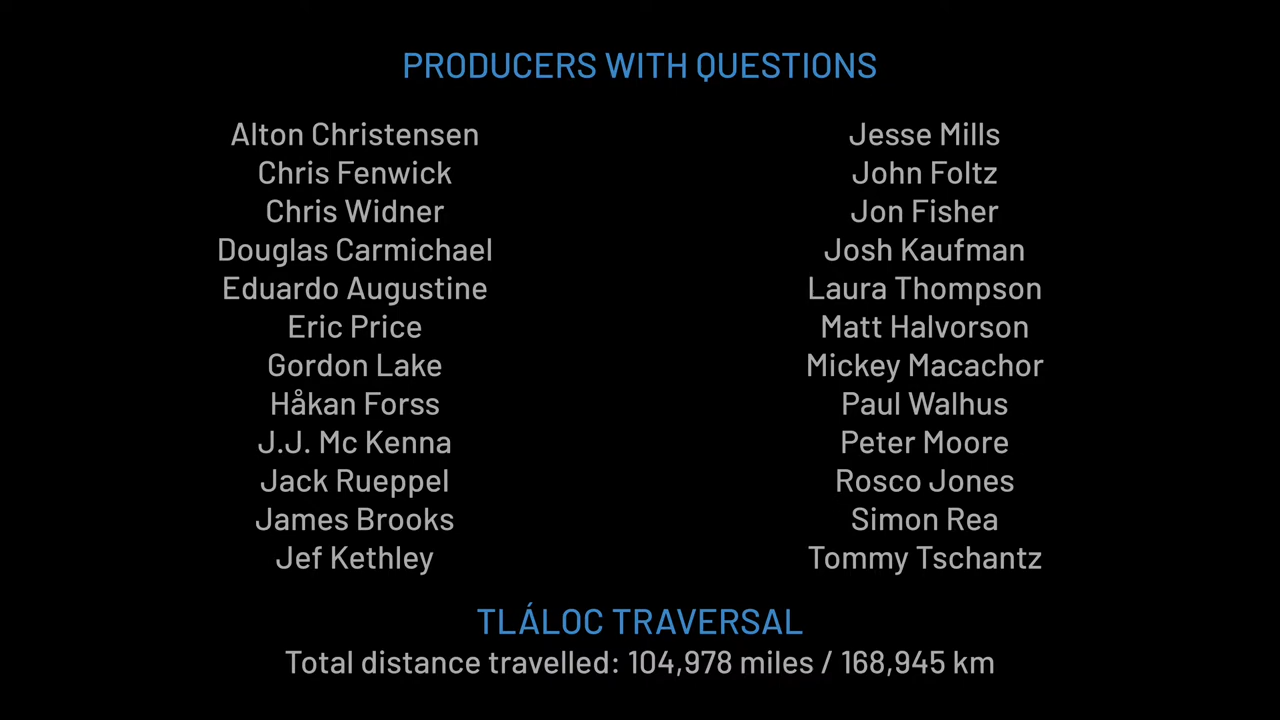 PRODUCERS WITH QUESTIONS
Alton Christensen
Chris Fenwick
Chris Widner
Douglas Carmichael
Eduardo Augustine
Eric Price
Gordon Lake
Håkan Forss
J.J. Mc Kenna
Jack Rueppel
James Brooks
Jef Kethley
Jesse Mills
John Foltz
Jon Fisher
Josh Kaufman
Laura Thompson
Matt Halvorson
Mickey Macachor
Paul Walhus
Peter Moore
Rosco Jones
Simon Rea
Tommy Tschantz
TLÁLOC TRAVERSAL
Total distance travelled: 104,978 miles / 168,945 km